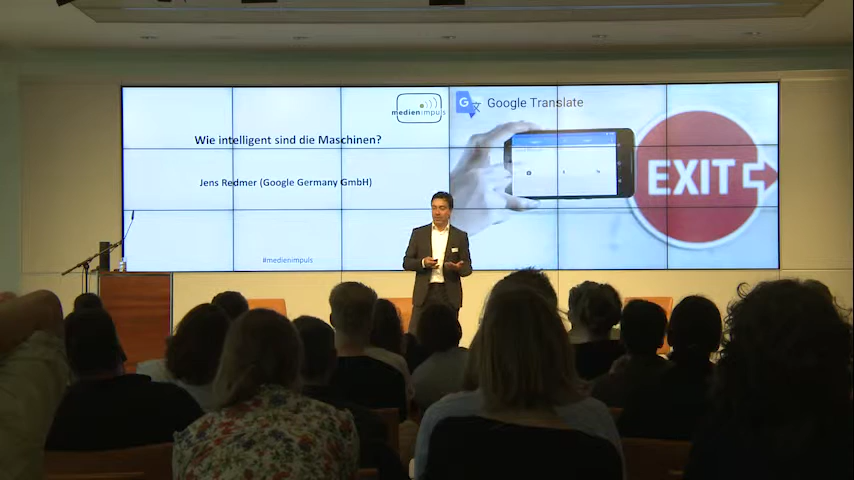 medienimpuls
Wie intelligent sind die Maschinen?
Jens Redmer (Google Germany GmbH)
#medienimpuls
G Google Translate
EXIT